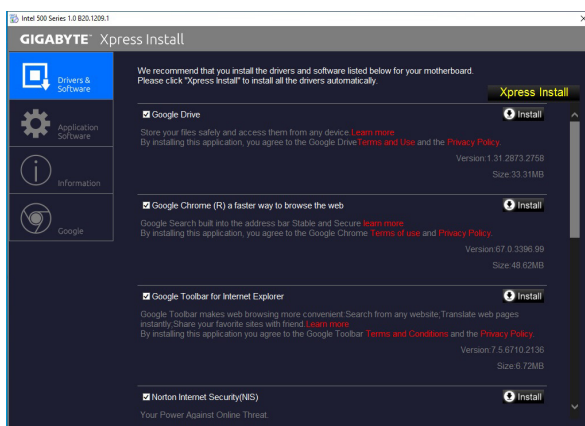 Intel 500 Series 1.0 B20.1209.1
GIGABYTE™ Xpress Install
Drivers &
Software
Application
Software
Information
Google
We recommend that you install the drivers and software listed below for your motherboard.
Please click "Xpress Install" to install all the drivers automatically.
Xpress Install
Google Drive
Install
Store your files safely and access them from any device.Learn more
By installing this application, you agree to the Google DriveTerms and Use and the Privacy Policy.
Version:1.31.2873.2758
Size:33.31MB
Google Chrome (R) a faster way to browse the web
Install
Google Search built into the address bar Stable and Secure learn more
By installing this application, you agree to the Google Chrome Terms of use and Privacy Policy.
Version:67.0.3396.99
Size:48.62MB
Google Toolbar for Internet Explorer
Install
Google Toolbar makes web browsing more convenient.Search from any website;Translate web pages
instantly;Share your favorite sites with friend.Learn more
By installing this application you agree to the Google Toolbar Terms and Conditions and the Privacy Policy.
Version:7.5.6710.2136
Size:6.72MB
Norton Internet Security(NIS)
Install
Your Power Against Online Threat.